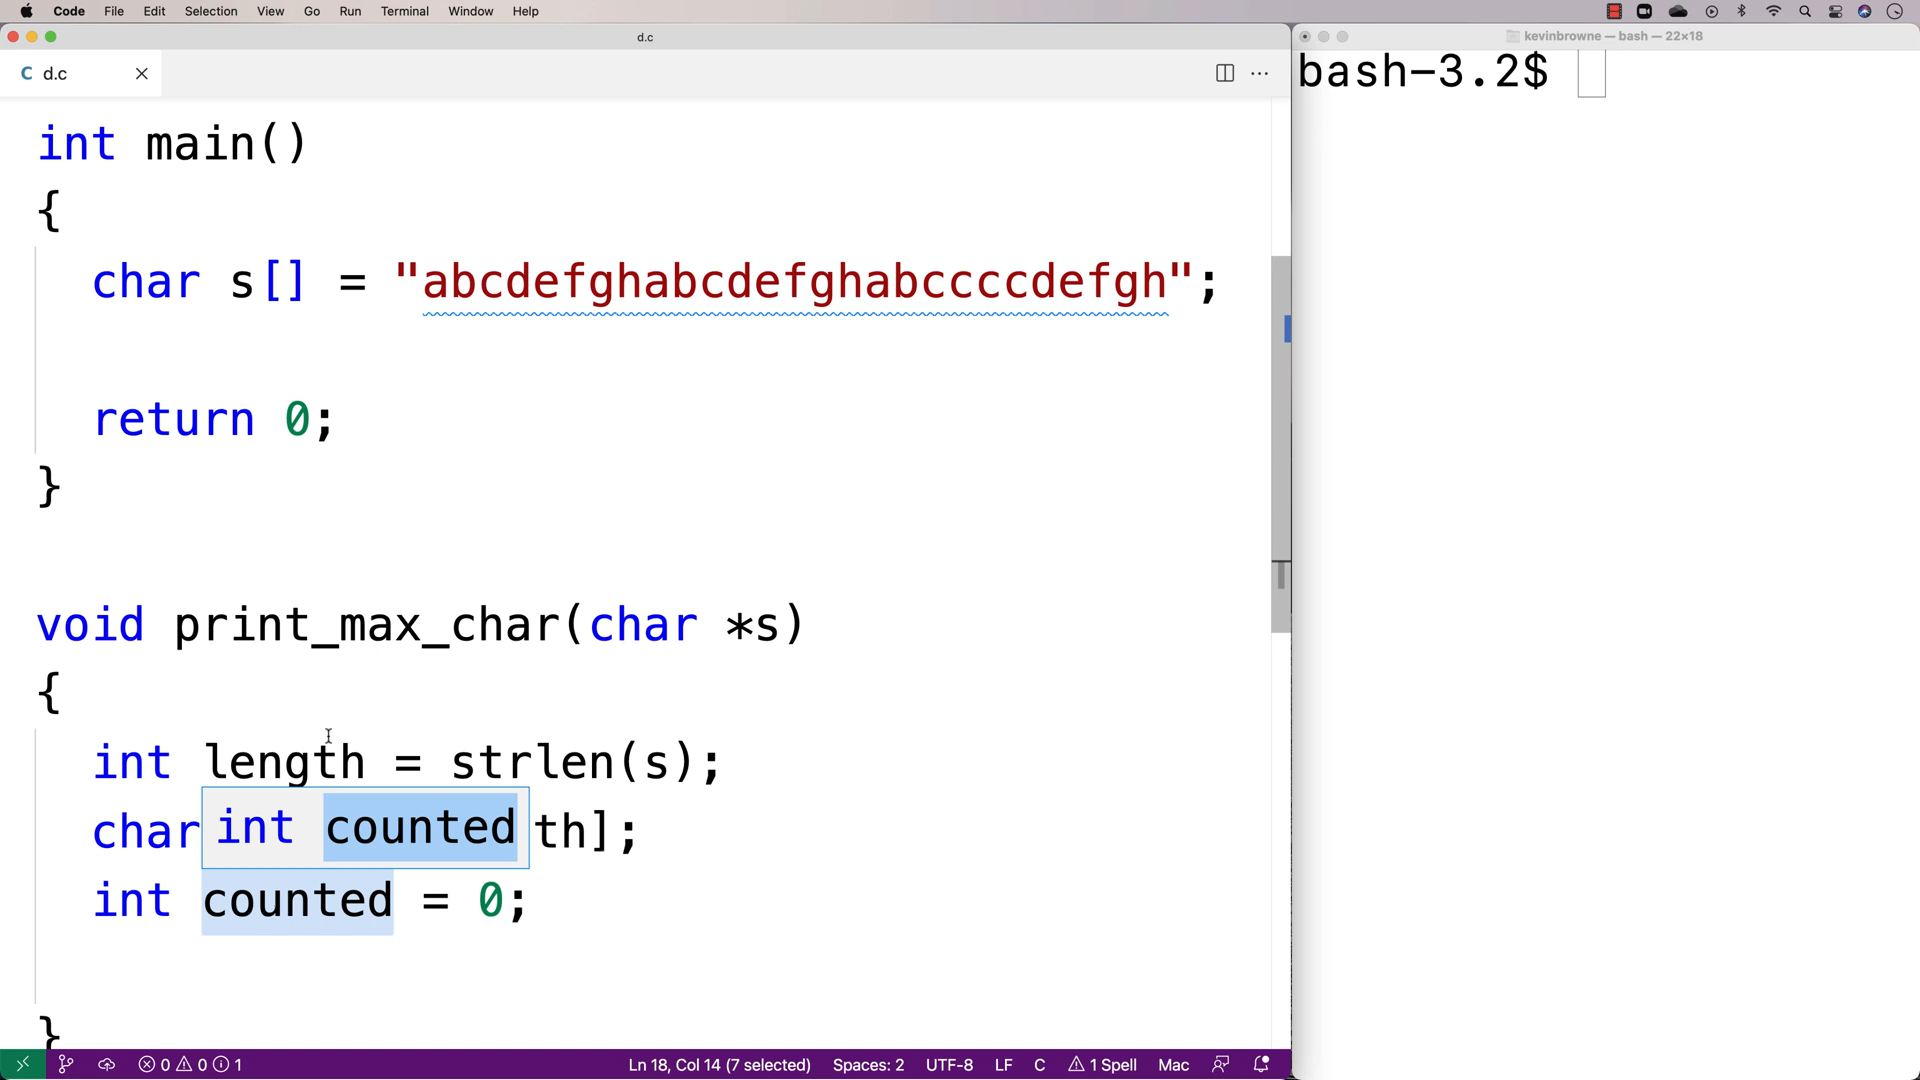 Code File Edit Selection View Go Run Terminal Window Help
d.c
kevinbrowne — bash — 22×18
C d.c
bash-3.2$
int main()
{
char s[] = "abcdefghabcdefghabccccdefgh";
return 0;
}
void print_max_char(char *s)
{
int length = strlen(s);
char
int counted
th];
int counted = 0;
}
0 0 1
Ln 18, Col 14 (7 selected) Spaces: 2 UTF-8 LF C 1 Spell Mac